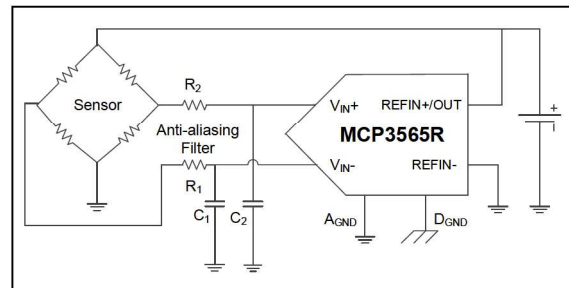 R2
VIN+
REFIN+/OUT
Sensor
Anti-aliasing
Filter
MCP3565R
VIN-
REFIN-
R1
C1
C2
AGND
DGND
+